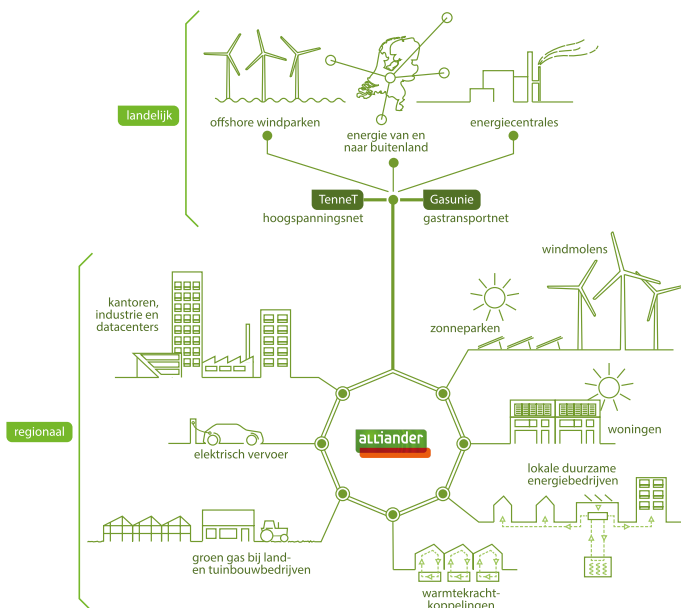 landelijk
offshore windparken
energie van en
naar buitenland
energiecentrales
TenneT
hoogspanningsnet
Gasunie
gastransportnet
windmolens
zonneparken
kantoren,
industrie en
datacenters
regionaal
elektrisch vervoer
alliander
woningen
lokale duurzame
energiebedrijven
groen gas bij land-
en tuinbouwbedrijven
warmtekracht-
koppelingen